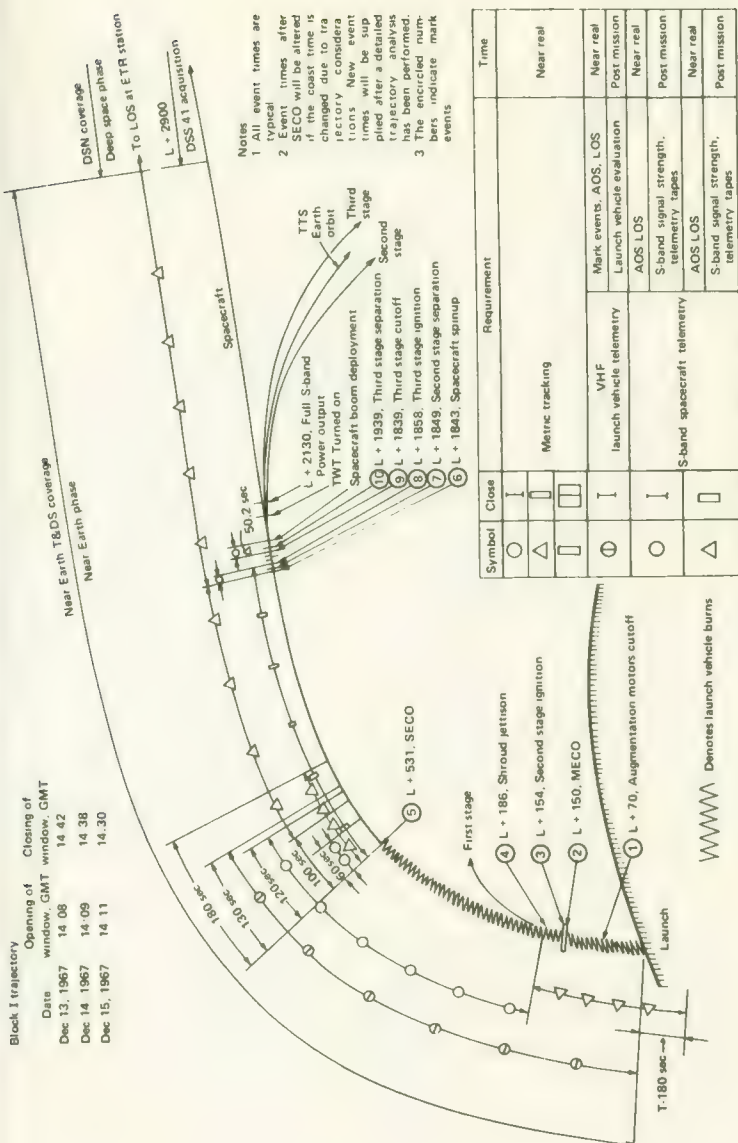 Block I trajectory
Opening of Closing of
Date window, GMT window, GMT
Dec 13, 1967 14 08 14 42
Dec 14, 1967 14 09 14 38
Dec 15, 1967 14 11 14.30
Near Earth T&DS coverage
Near Earth phase
DSN coverage
Deep space phase
To LOS at ETR station
L + 2900
DSS 41 acquisition
Spacecraft
Notes
1 All event times are
typical
2 Event times after
SECO will be altered
if the coast time is
changed due to tra
jectory considera
tions New event
times will be sup
plied after a detailed
trajectory analysis
has been performed.
3 The encircled num-
bers indicate mark
events
TTS
Earth
orbit
Third
stage
Second
stage
L + 2130, Full S-band
Power output
TWT Turned on
Spacecraft boom deployment
10 L + 1939, Third stage separation
9 L + 1839, Third stage cutoff
8 L + 1858, Third stage ignition
7 L + 1849, Second stage separation
6 L + 1843, Spacecraft spinup
50.2 sec
180 sec
130 sec
120 sec
100 sec
60 sec
5 L + 531, SECO
First stage
4 L + 186, Shroud jettison
3 L + 154, Second stage ignition
2 L + 150, MECO
1 L + 70, Augmentation motors cutoff
Launch
T-180 sec
Denotes launch vehicle burns
Symbol Close Requirement Time
Metric tracking Near real
VHF
launch vehicle telemetry
Mark events, AOS, LOS Near real
Launch vehicle evaluation Post mission
S-band spacecraft telemetry
AOS LOS Near real
S-band signal strength,
telemetry tapes Post mission
AOS LOS Near real
S-band signal strength,
telemetry tapes Post mission